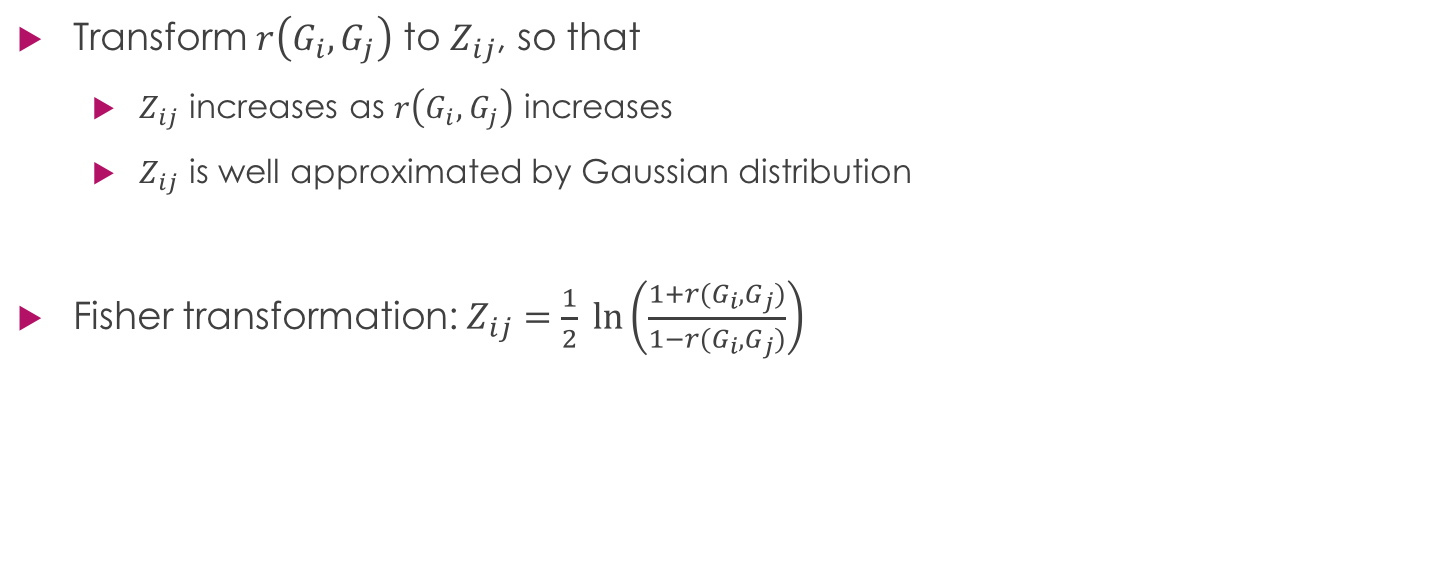 ▶ Transform r(G_i, G_j) to Z_ij, so that
▶ Z_ij increases as r(G_i, G_j) increases
▶ Z_ij is well approximated by Gaussian distribution
▶ Fisher transformation: Z_ij = 1/2 ln((1+r(G_i,G_j))/(1−r(G_i,G_j)))